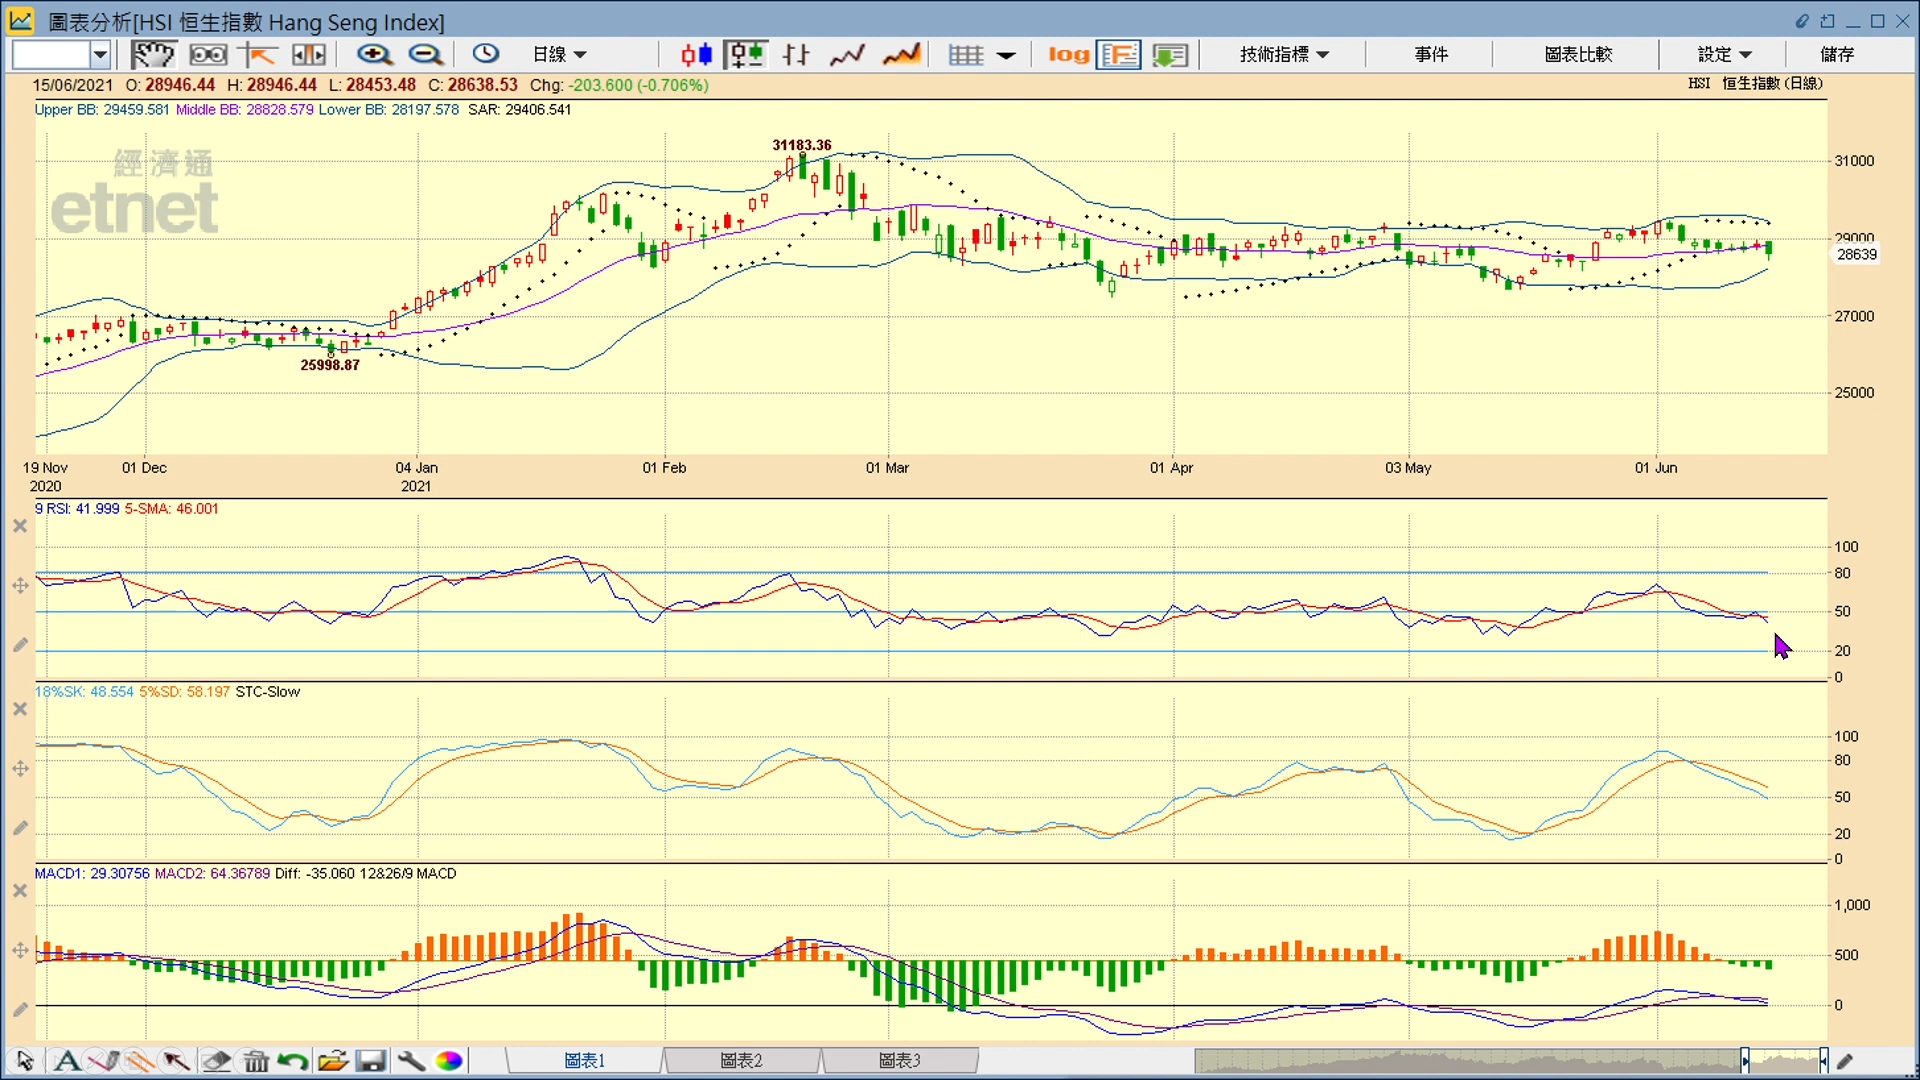 圖表分析[HSI 恒生指數 Hang Seng Index]
日線 log 技術指標 事件 圖表比較 設定 儲存
15/06/2021 O: 28946.44 H: 28946.44 L: 28453.48 C: 28638.53 Chg: -203.600 (-0.706%) HSI 恒生指數 (日線)
Upper BB: 29459.581 Middle BB: 28828.579 Lower BB: 28197.578 SAR: 29406.541
經濟通
etnet
31183.36
25998.87
31000
29000
28639
27000
25000
19 Nov 01 Dec 04 Jan 01 Feb 01 Mar 01 Apr 03 May 01 Jun
2020 2021
9 RSI: 41.999 5-SMA: 46.001
100
80
50
20
0
18%SK: 48.554 5%SD: 58.197 STC-Slow
100
80
50
20
0
MACD1: 29.30756 MACD2: 64.36789 Diff: -35.060 12&26/9 MACD
1,000
500
0
圖表1 圖表2 圖表3